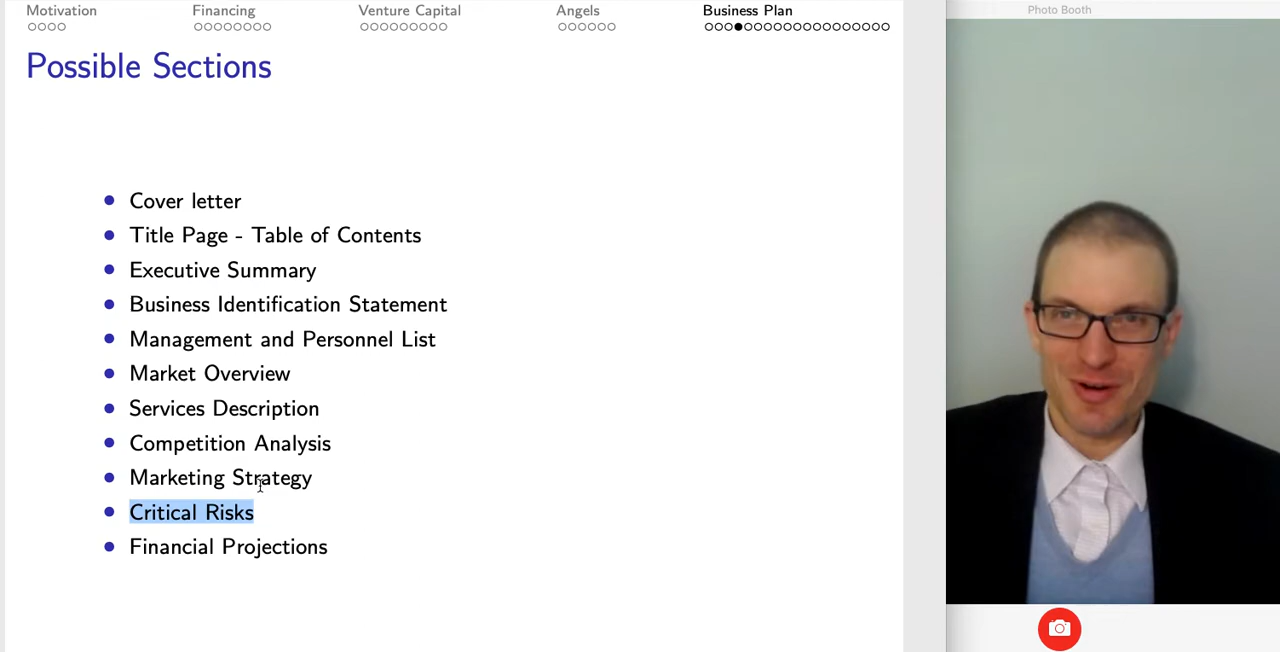 Motivation Financing Venture Capital Angels Business Plan
Photo Booth
Possible Sections
Cover letter
Title Page - Table of Contents
Executive Summary
Business Identification Statement
Management and Personnel List
Market Overview
Services Description
Competition Analysis
Marketing Strategy
Critical Risks
Financial Projections